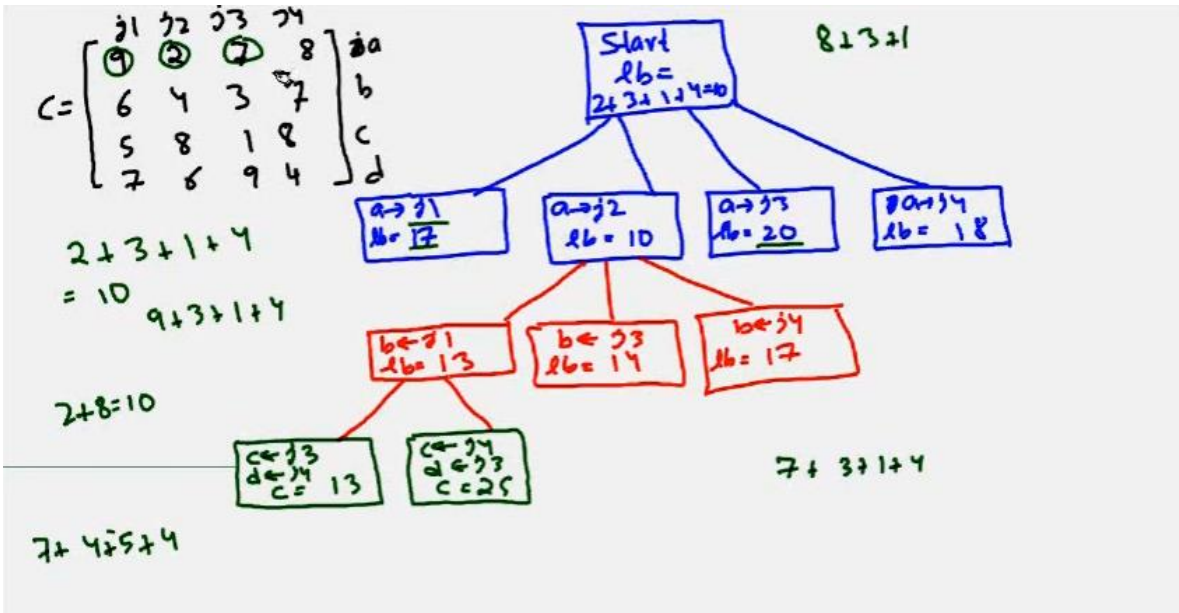 j1 j2 j3 j4
C= [ 9 2 7 8 ] a
6 4 3 7 b
5 8 1 8 c
7 6 9 4 d
Start
lb=
2+3+1+4=10
8+3+1
a→j1
lb= 17
a→j2
lb= 10
a→j3
lb= 20
a→j4
lb= 18
2+3+1+4
= 10
9+3+1+4
b←j1
lb= 13
b←j3
lb= 14
b←j4
lb= 17
2+8=10
c←j3
d←j4
C= 13
c←j4
d←j3
C=25
7+ 3+1+4
7+ 4+5+4